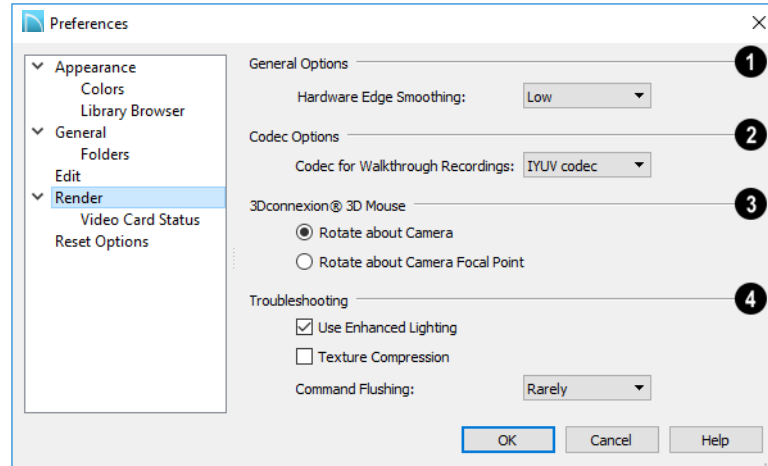 Preferences
Appearance
Colors
Library Browser
General
Folders
Edit
Render
Video Card Status
Reset Options
General Options 1
Hardware Edge Smoothing: Low
Codec Options 2
Codec for Walkthrough Recordings: IYUV codec
3Dconnexion® 3D Mouse 3
Rotate about Camera
Rotate about Camera Focal Point
Troubleshooting 4
Use Enhanced Lighting
Texture Compression
Command Flushing: Rarely
OK Cancel Help